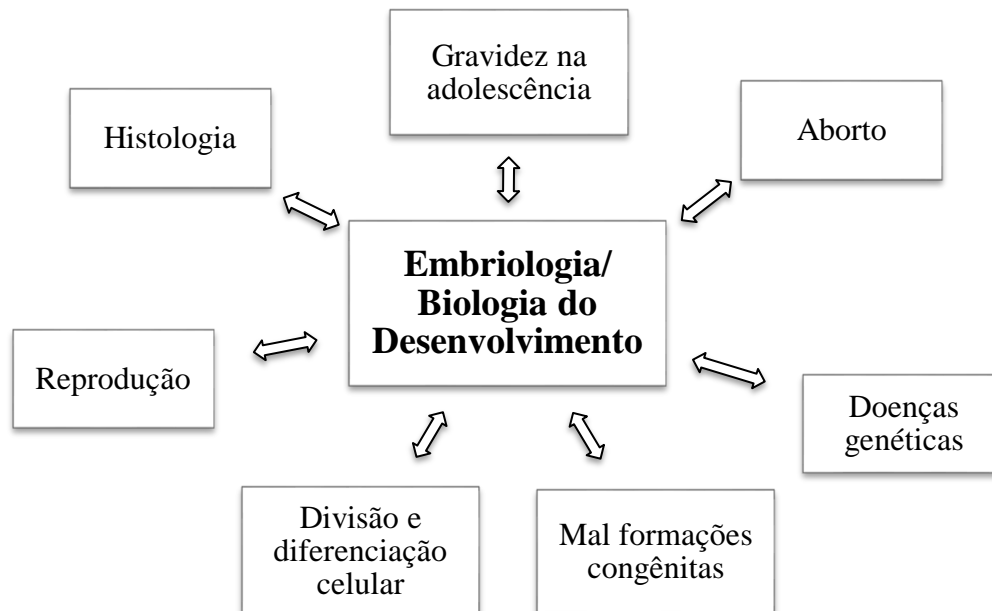 Gravidez na
adolescência
Histologia
Aborto
Embriologia/
Biologia do
Desenvolvimento
Reprodução
Doenças
genéticas
Divisão e
diferenciação
celular
Mal formações
congênitas